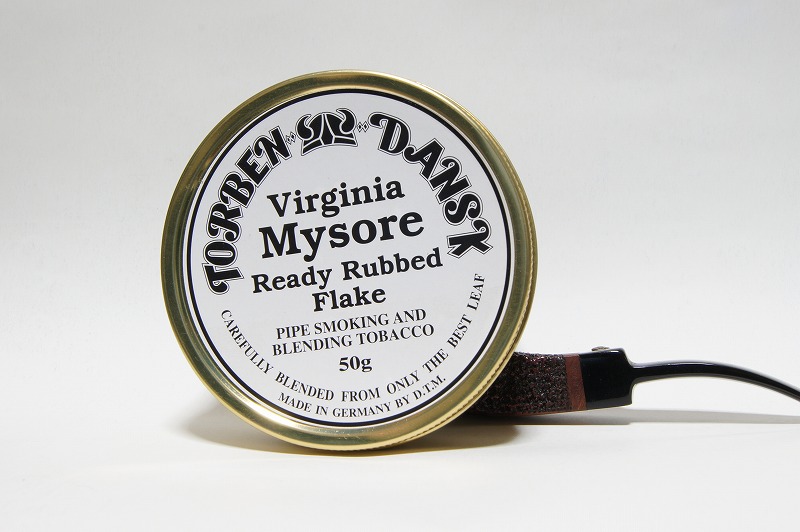 TORBEN DANSK
Virginia
Mysore
Ready Rubbed
Flake
PIPE SMOKING AND
BLENDING TOBACCO
50g
CAREFULLY BLENDED FROM ONLY THE BEST LEAF
MADE IN GERMANY BY D.T.M.